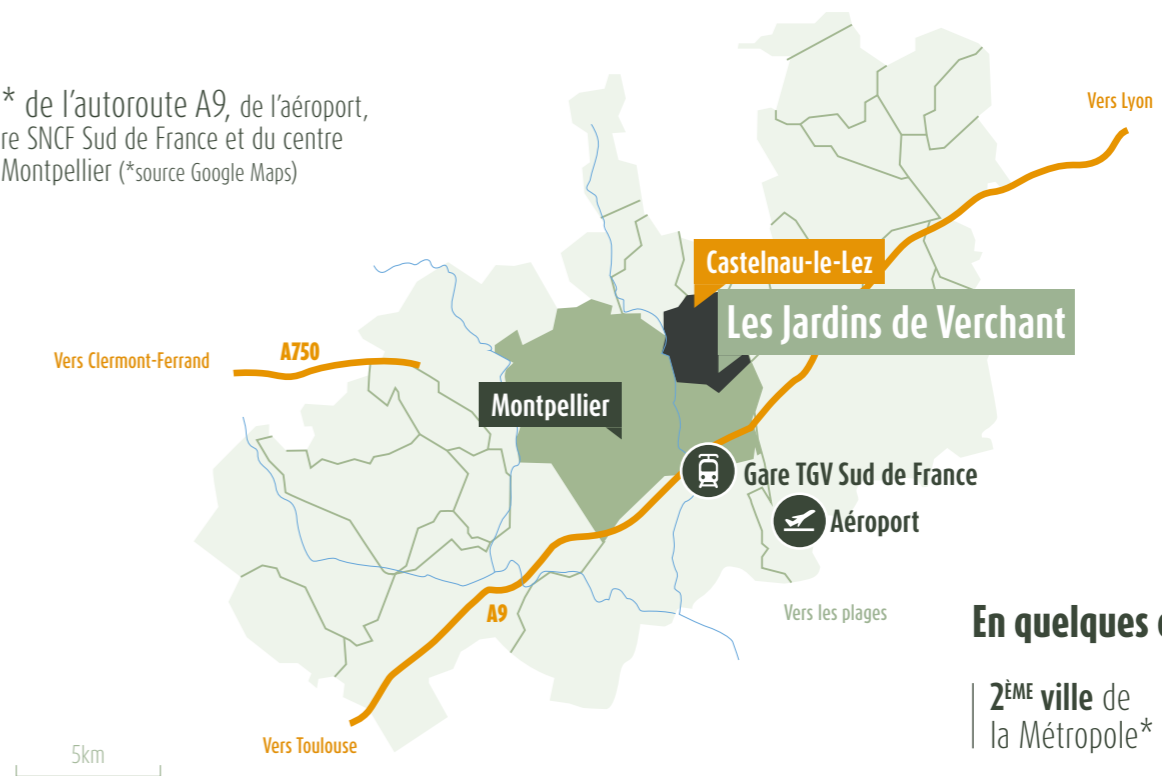 * de l'autoroute A9, de l'aéroport,
re SNCF Sud de France et du centre
Montpellier (*source Google Maps)
Vers Lyon
Castelnau-le-Lez
Les Jardins de Verchant
Vers Clermont-Ferrand
A750
Montpellier
Gare TGV Sud de France
Aéroport
A9
Vers les plages
En quelques
2ÈME ville de
la Métropole*
Vers Toulouse
5km